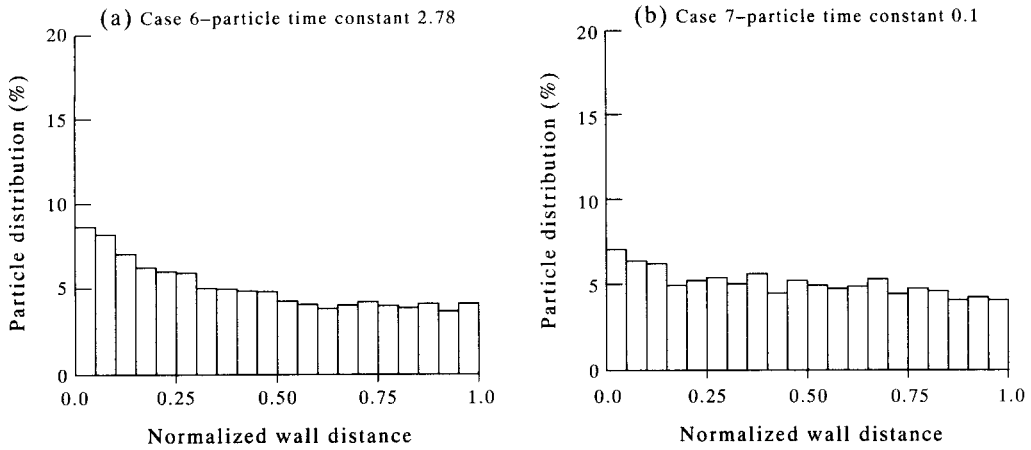 (a) Case 6–particle time constant 2.78
20
15
10
5
0
0.0 0.25 0.50 0.75 1.0
Particle distribution (%)
Normalized wall distance
(b) Case 7–particle time constant 0.1
20
15
10
5
0
0.0 0.25 0.50 0.75 1.0
Particle distribution (%)
Normalized wall distance